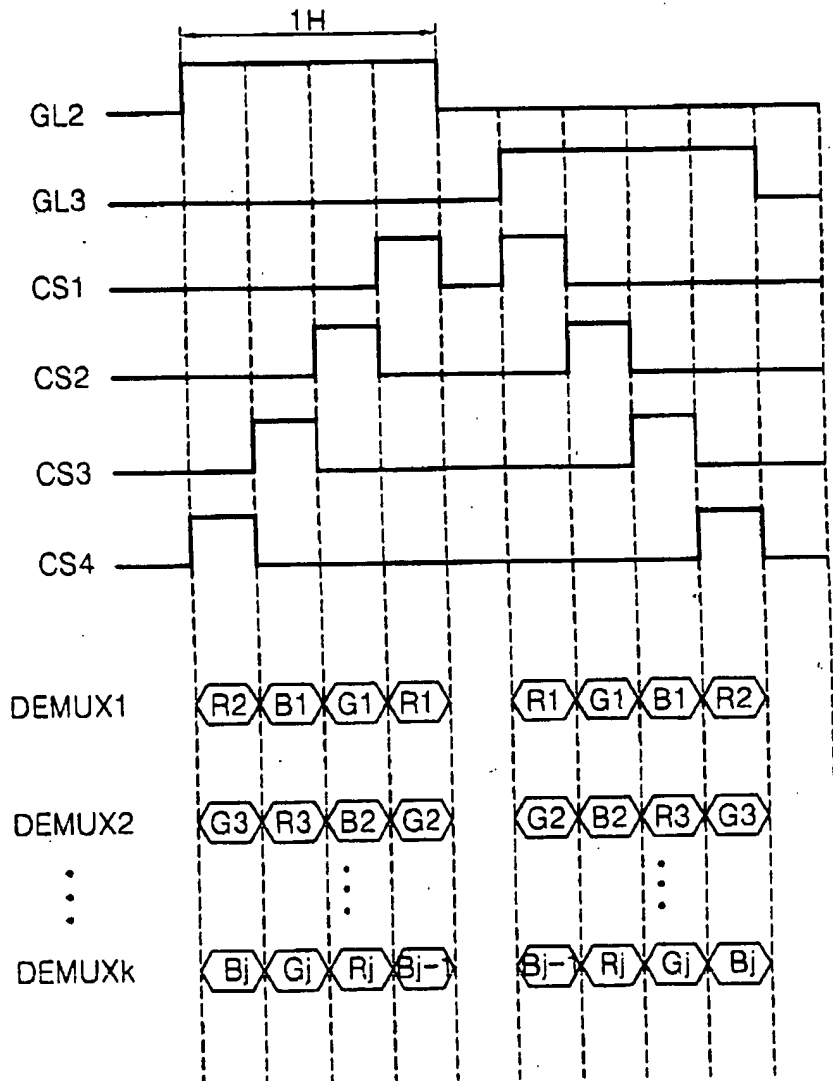 1H
GL2
GL3
CS1
CS2
CS3
CS4
DEMUX1 R2 B1 G1 R1 R1 G1 B1 R2
DEMUX2 G3 R3 B2 G2 G2 B2 R3 G3
DEMUXk Bj Gj Rj Bj-1 Bj-1 Rj Gj Bj